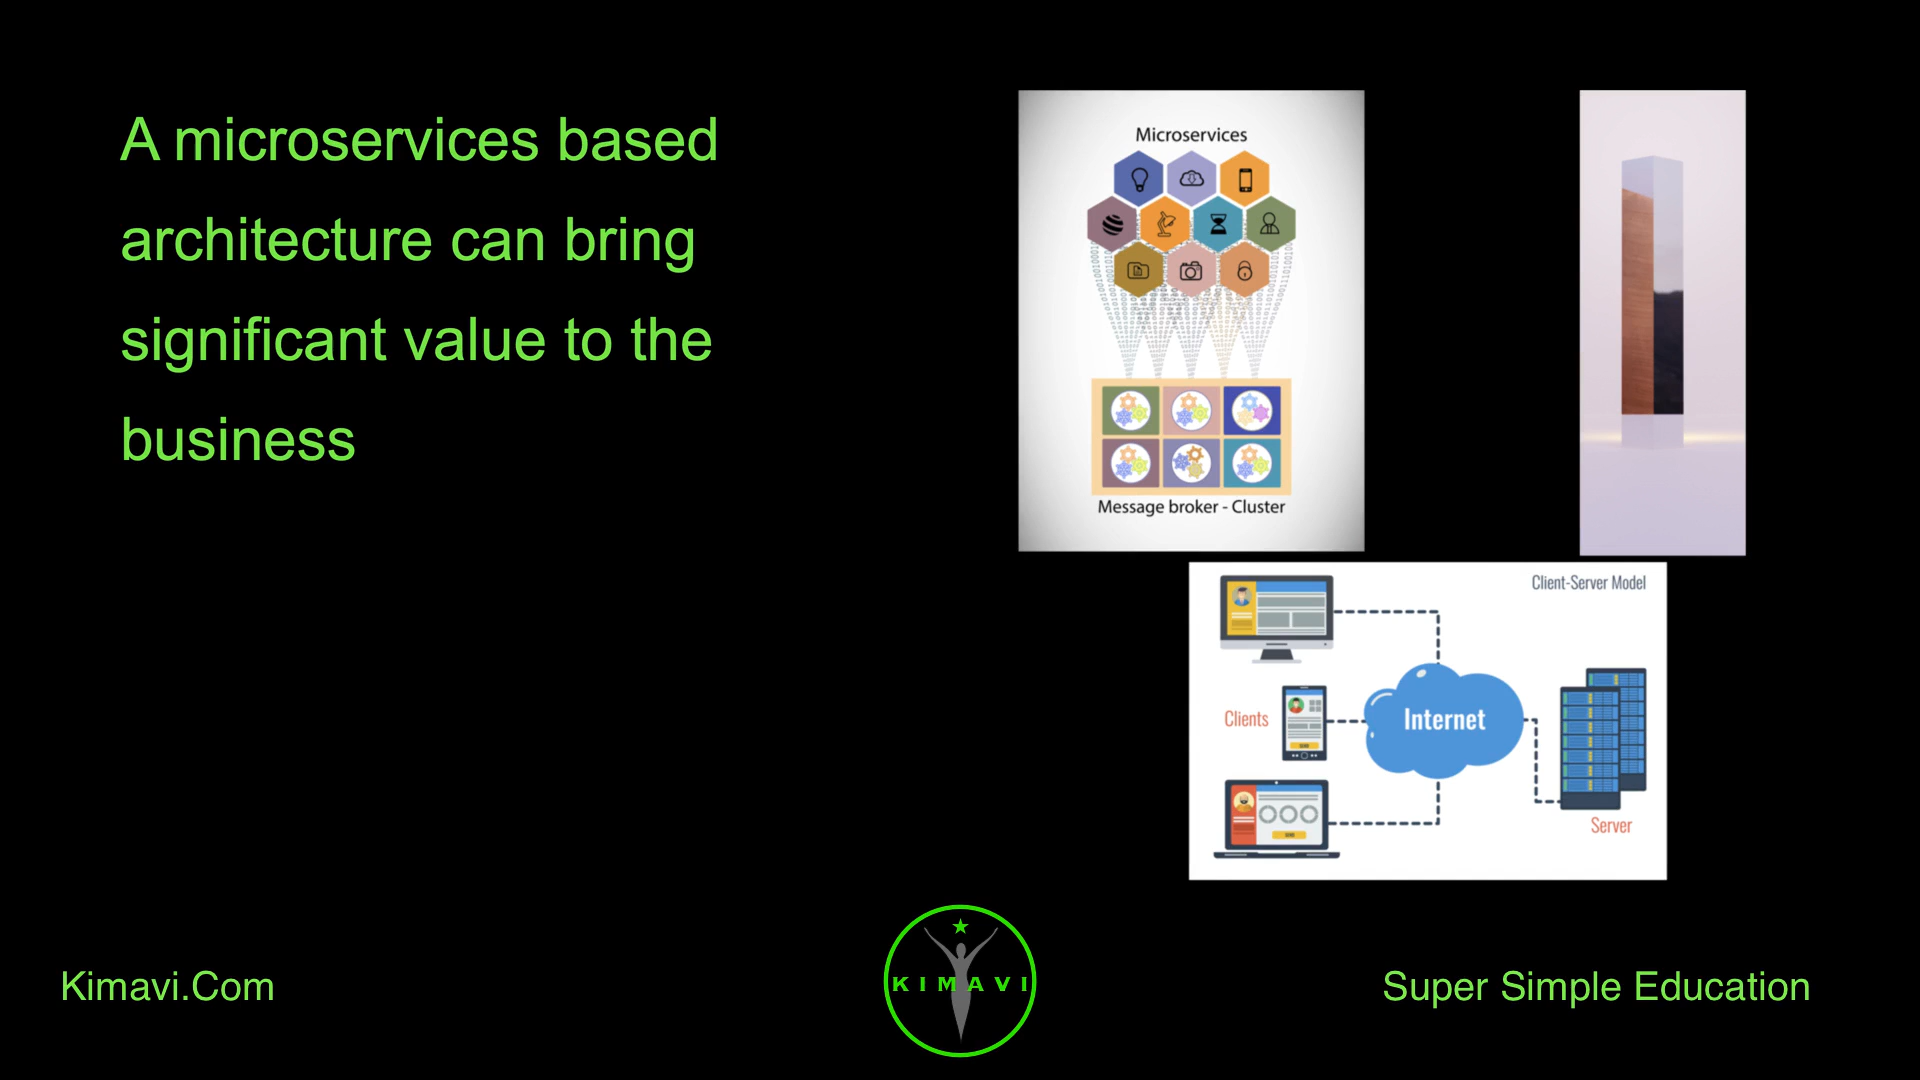 A microservices based
architecture can bring
significant value to the
business
Microservices
Message broker - Cluster
Client-Server Model
Clients
Internet
Server
Kimavi.Com
KIMAVI
Super Simple Education